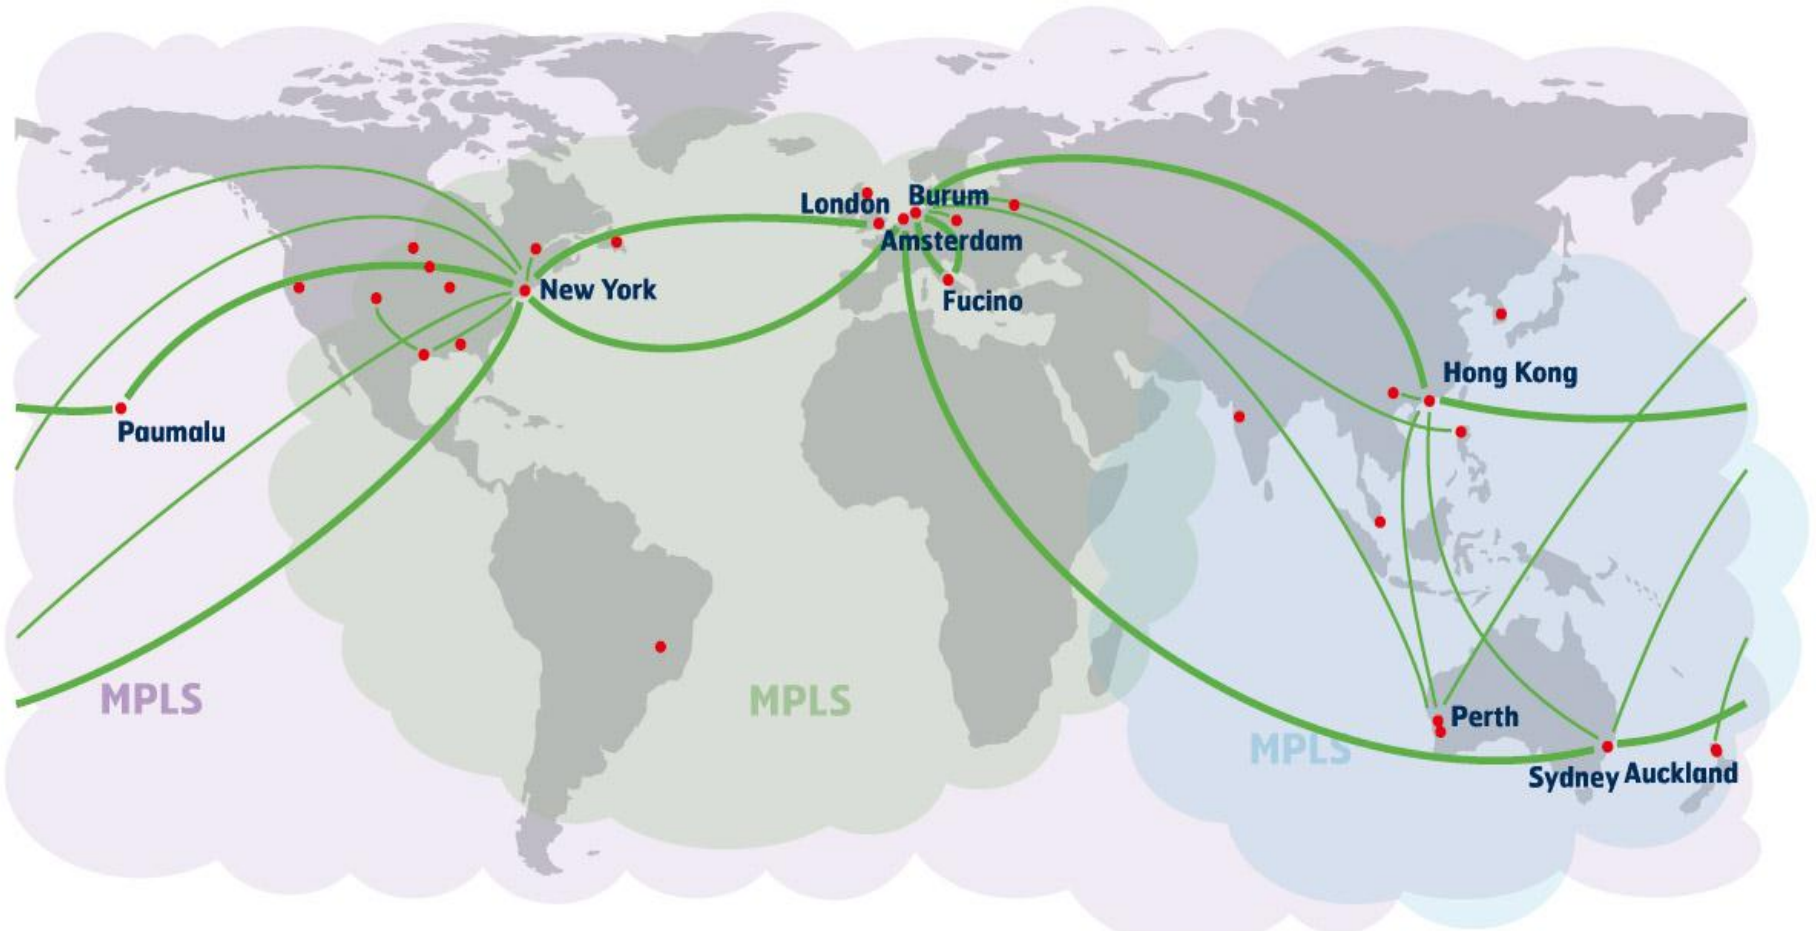 London
Burum
Amsterdam
New York
Fucino
Hong Kong
Paumalu
MPLS
MPLS
MPLS
Perth
Sydney
Auckland